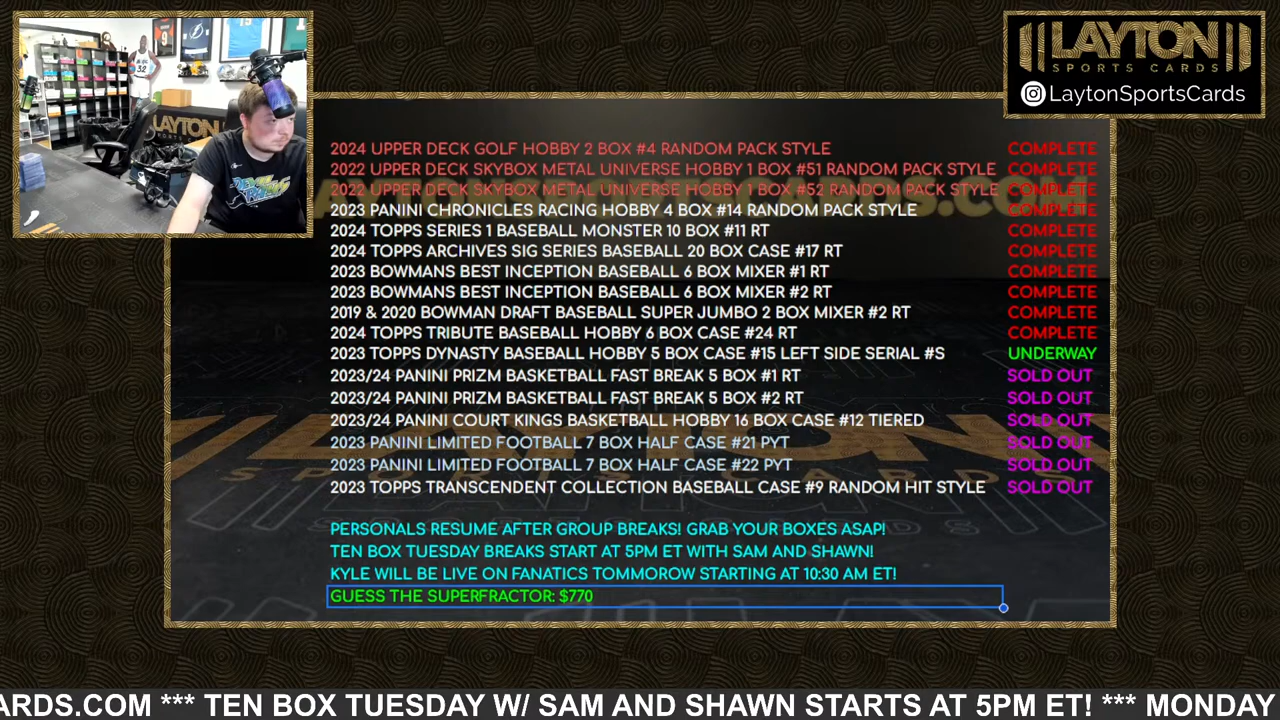 LAYTON
SPORTS CARDS
LaytonSportsCards
LAYTON
32
2024 UPPER DECK GOLF HOBBY 2 BOX #4 RANDOM PACK STYLE COMPLETE
2022 UPPER DECK SKYBOX METAL UNIVERSE HOBBY 1 BOX #51 RANDOM PACK STYLE COMPLETE
2022 UPPER DECK SKYBOX METAL UNIVERSE HOBBY 1 BOX #52 RANDOM PACK STYLE COMPLETE
2023 PANINI CHRONICLES RACING HOBBY 4 BOX #14 RANDOM PACK STYLE COMPLETE
2024 TOPPS SERIES 1 BASEBALL MONSTER 10 BOX #11 RT COMPLETE
2024 TOPPS ARCHIVES SIG SERIES BASEBALL 20 BOX CASE #17 RT COMPLETE
2023 BOWMANS BEST INCEPTION BASEBALL 6 BOX MIXER #1 RT COMPLETE
2023 BOWMANS BEST INCEPTION BASEBALL 6 BOX MIXER #2 RT COMPLETE
2019 & 2020 BOWMAN DRAFT BASEBALL SUPER JUMBO 2 BOX MIXER #2 RT COMPLETE
2024 TOPPS TRIBUTE BASEBALL HOBBY 6 BOX CASE #24 RT COMPLETE
2023 TOPPS DYNASTY BASEBALL HOBBY 5 BOX CASE #15 LEFT SIDE SERIAL #S UNDERWAY
2023/24 PANINI PRIZM BASKETBALL FAST BREAK 5 BOX #1 RT SOLD OUT
2023/24 PANINI PRIZM BASKETBALL FAST BREAK 5 BOX #2 RT SOLD OUT
2023/24 PANINI COURT KINGS BASKETBALL HOBBY 16 BOX CASE #12 TIERED SOLD OUT
2023 PANINI LIMITED FOOTBALL 7 BOX HALF CASE #21 PYT SOLD OUT
2023 PANINI LIMITED FOOTBALL 7 BOX HALF CASE #22 PYT SOLD OUT
2023 TOPPS TRANSCENDENT COLLECTION BASEBALL CASE #9 RANDOM HIT STYLE SOLD OUT
PERSONALS RESUME AFTER GROUP BREAKS! GRAB YOUR BOXES ASAP!
TEN BOX TUESDAY BREAKS START AT 5PM ET WITH SAM AND SHAWN!
KYLE WILL BE LIVE ON FANATICS TOMMOROW STARTING AT 10:30 AM ET!
GUESS THE SUPERFRACTOR: $770
ARDS.COM *** TEN BOX TUESDAY W/ SAM AND SHAWN STARTS AT 5PM ET! *** MONDAY